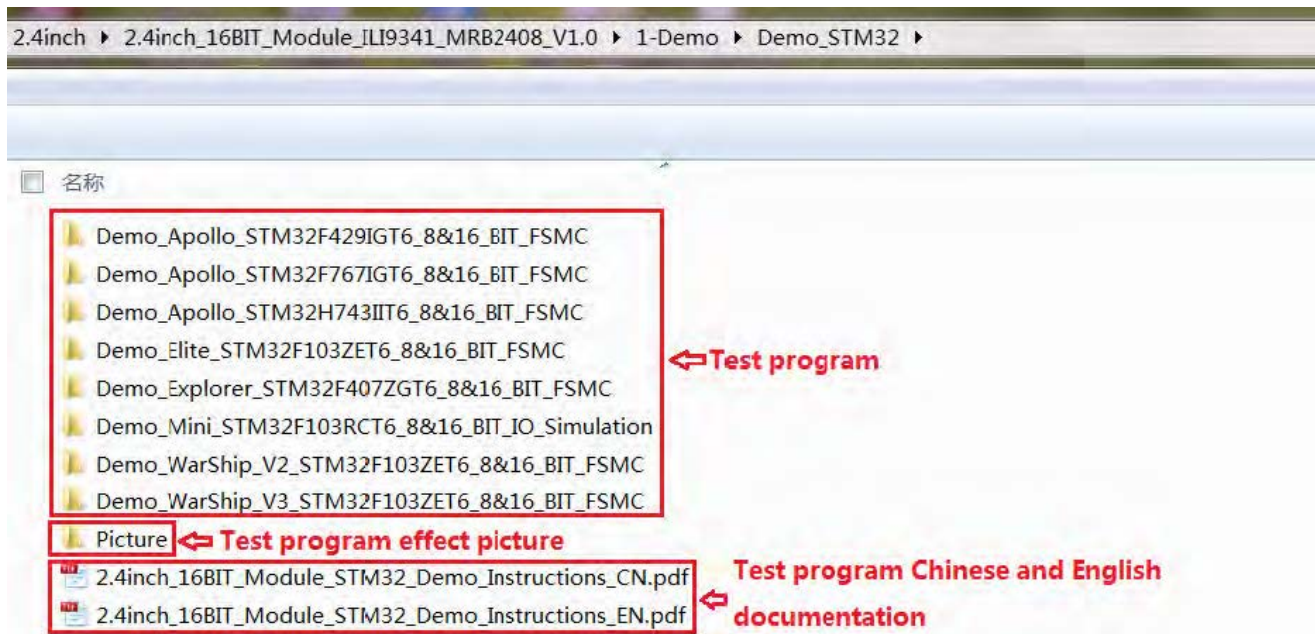 2.4inch ▸ 2.4inch_16BIT_Module_ILI9341_MRB2408_V1.0 ▸ 1-Demo ▸ Demo_STM32 ▸
名称
Demo_Apollo_STM32F429IGT6_8&16_BIT_FSMC
Demo_Apollo_STM32F767IGT6_8&16_BIT_FSMC
Demo_Apollo_STM32H743IIT6_8&16_BIT_FSMC
Demo_Elite_STM32F103ZET6_8&16_BIT_FSMC
Test program
Demo_Explorer_STM32F407ZGT6_8&16_BIT_FSMC
Demo_Mini_STM32F103RCT6_8&16_BIT_IO_Simulation
Demo_WarShip_V2_STM32F103ZET6_8&16_BIT_FSMC
Demo_WarShip_V3_STM32F103ZET6_8&16_BIT_FSMC
Picture
Test program effect picture
2.4inch_16BIT_Module_STM32_Demo_Instructions_CN.pdf
2.4inch_16BIT_Module_STM32_Demo_Instructions_EN.pdf
Test program Chinese and English
documentation